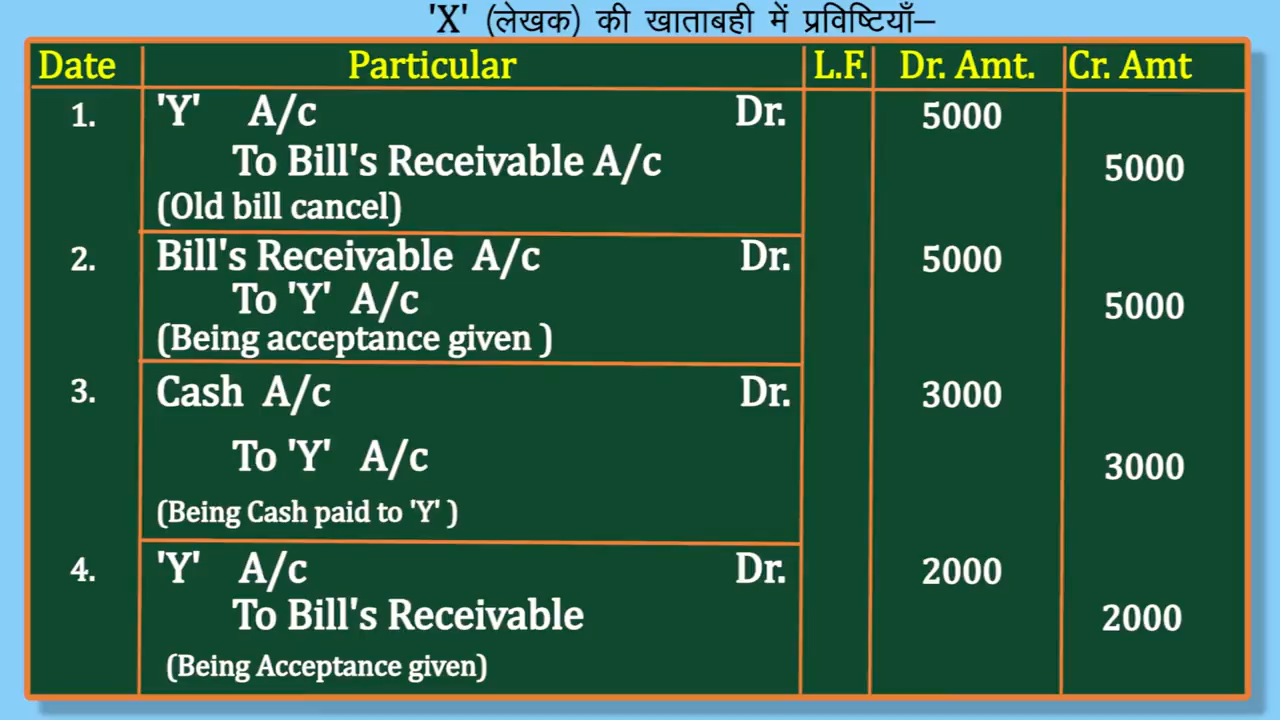 'X' (लेखक) की खाताबही में प्रविष्टियाँ–
Date Particular L.F. Dr. Amt. Cr. Amt
1. 'Y' A/c Dr. 5000
To Bill's Receivable A/c 5000
(Old bill cancel)
2. Bill's Receivable A/c Dr. 5000
To 'Y' A/c 5000
(Being acceptance given )
3. Cash A/c Dr. 3000
To 'Y' A/c 3000
(Being Cash paid to 'Y' )
4. 'Y' A/c Dr. 2000
To Bill's Receivable 2000
(Being Acceptance given)